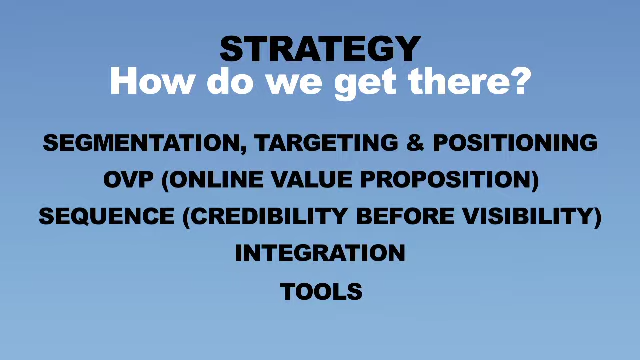 STRATEGY
How do we get there?
SEGMENTATION, TARGETING & POSITIONING
OVP (ONLINE VALUE PROPOSITION)
SEQUENCE (CREDIBILITY BEFORE VISIBILITY)
INTEGRATION
TOOLS